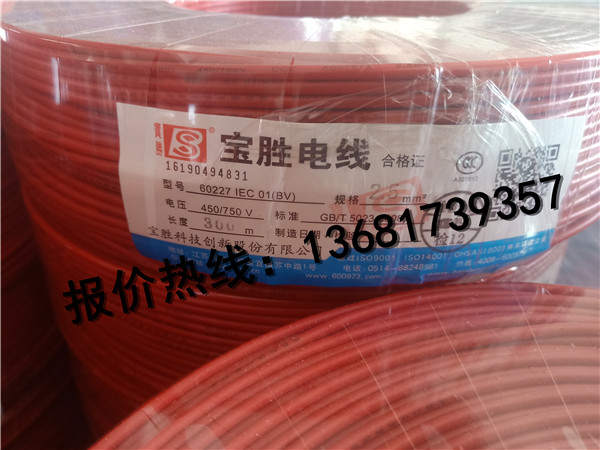 宝胜电线 合格证
16190494831
型号 60227 IEC 01(BV) 规格 2.5 mm²
电压 450/750 V 标准 GB/T 5023
长度 300 m 制造日期
宝胜科技创新股份有限公司
检12
ISO9001 ISO14001
电话:0514-88248981
报价热线:13681739357